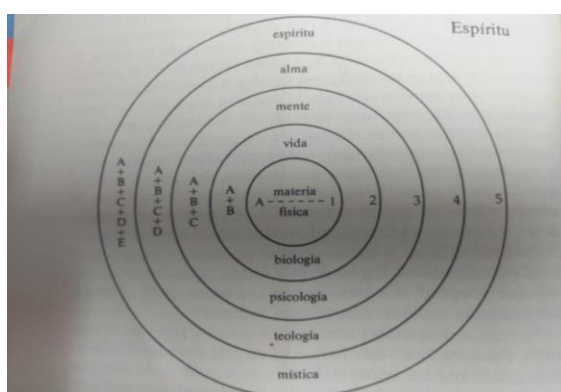 Espíritu
espíritu
alma
mente
vida
A+B+C+D+E
A+B+C+D
A+B+C
A+B
materia
A ------ 1 2 3 4 5
física
biología
psicología
teología
mística